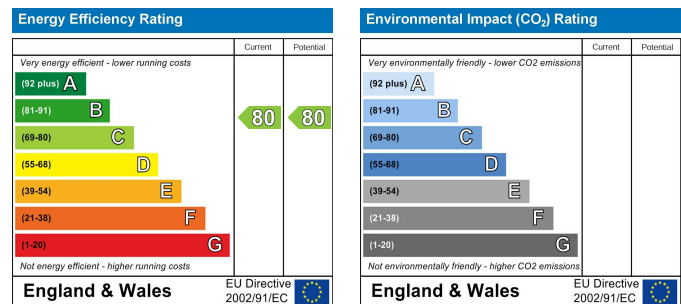 Energy Efficiency Rating
Current Potential
Very energy efficient - lower running costs
(92 plus) A
(81-91) B
80 80
(69-80) C
(55-68) D
(39-54) E
(21-38) F
(1-20) G
Not energy efficient - higher running costs
England & Wales
EU Directive
2002/91/EC
Environmental Impact (CO₂) Rating
Current Potential
Very environmentally friendly - lower CO2 emissions
(92 plus) A
(81-91) B
(69-80) C
(55-68) D
(39-54) E
(21-38) F
(1-20) G
Not environmentally friendly - higher CO2 emissions
England & Wales
EU Directive
2002/91/EC